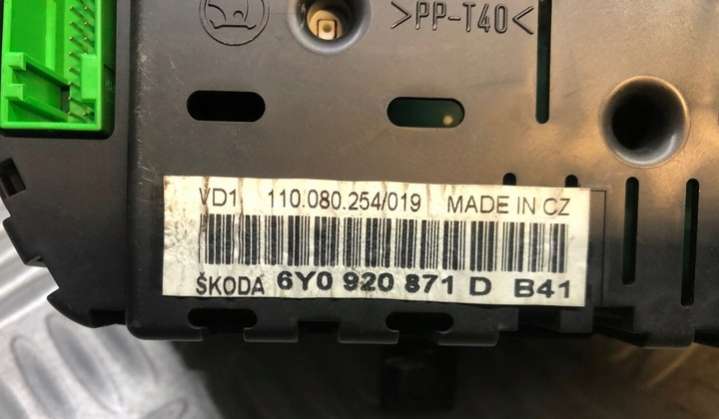 >PP-T40<
VD1 110.080.254/019 MADE IN CZ
ŠKODA 6Y0 920 871 D B41